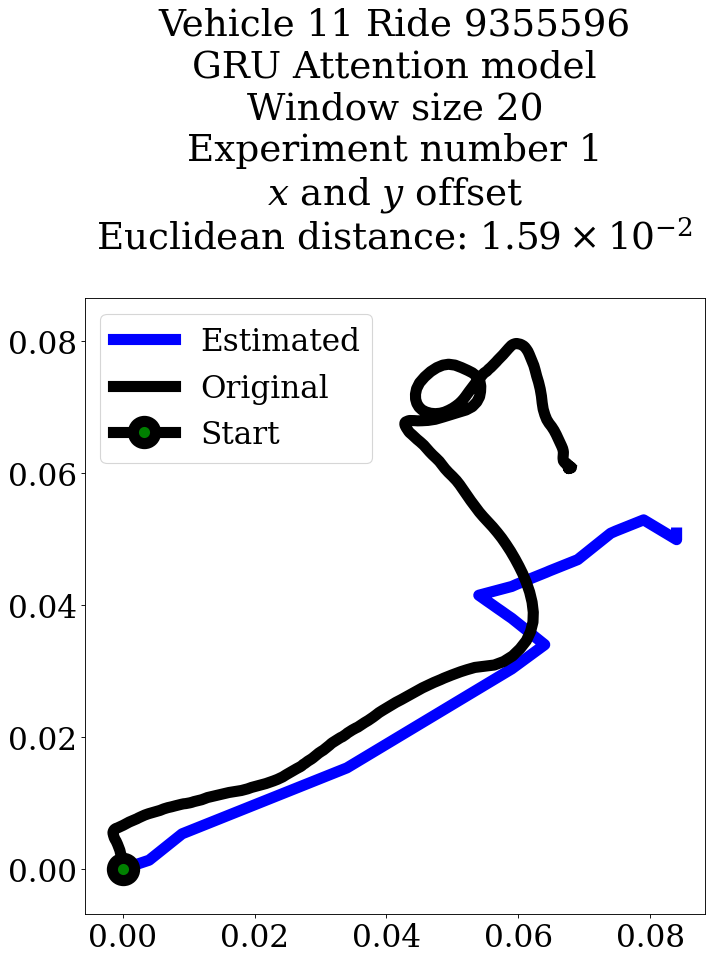 Vehicle 11 Ride 9355596
GRU Attention model
Window size 20
Experiment number 1
x and y offset
Euclidean distance: 1.59 × 10⁻²
Estimated
Original
Start
0.08
0.06
0.04
0.02
0.00
0.00 0.02 0.04 0.06 0.08